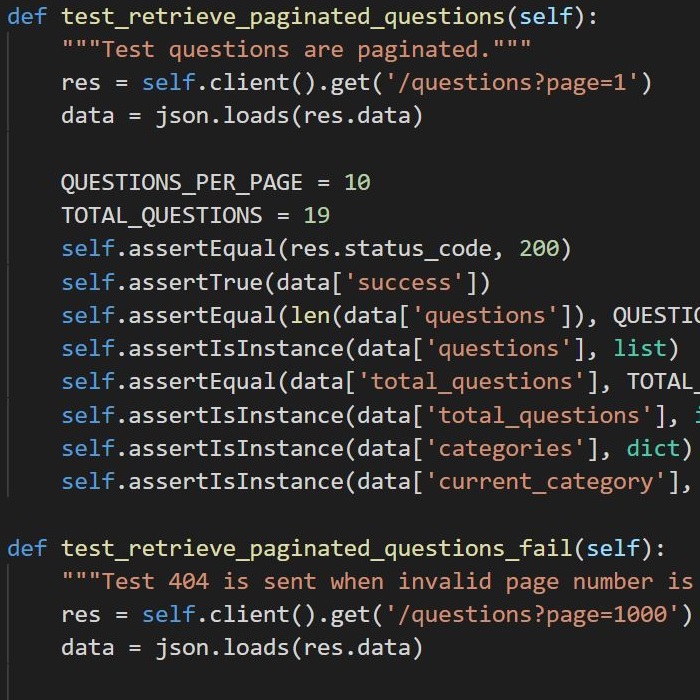 def test_retrieve_paginated_questions(self):
"""Test questions are paginated."""
res = self.client().get('/questions?page=1')
data = json.loads(res.data)
QUESTIONS_PER_PAGE = 10
TOTAL_QUESTIONS = 19
self.assertEqual(res.status_code, 200)
self.assertTrue(data['success'])
self.assertEqual(len(data['questions']),
self.assertIsInstance(data['questions'], list)
self.assertEqual(data['total_questions'], TOTAL_
self.assertIsInstance(data['total_questions'],
self.assertIsInstance(data['categories'], dict)
self.assertIsInstance(data['current_category'],
def test_retrieve_paginated_questions_fail(self):
"""Test 404 is sent when invalid page number is
res = self.client().get('/questions?page=1000')
data = json.loads(res.data)